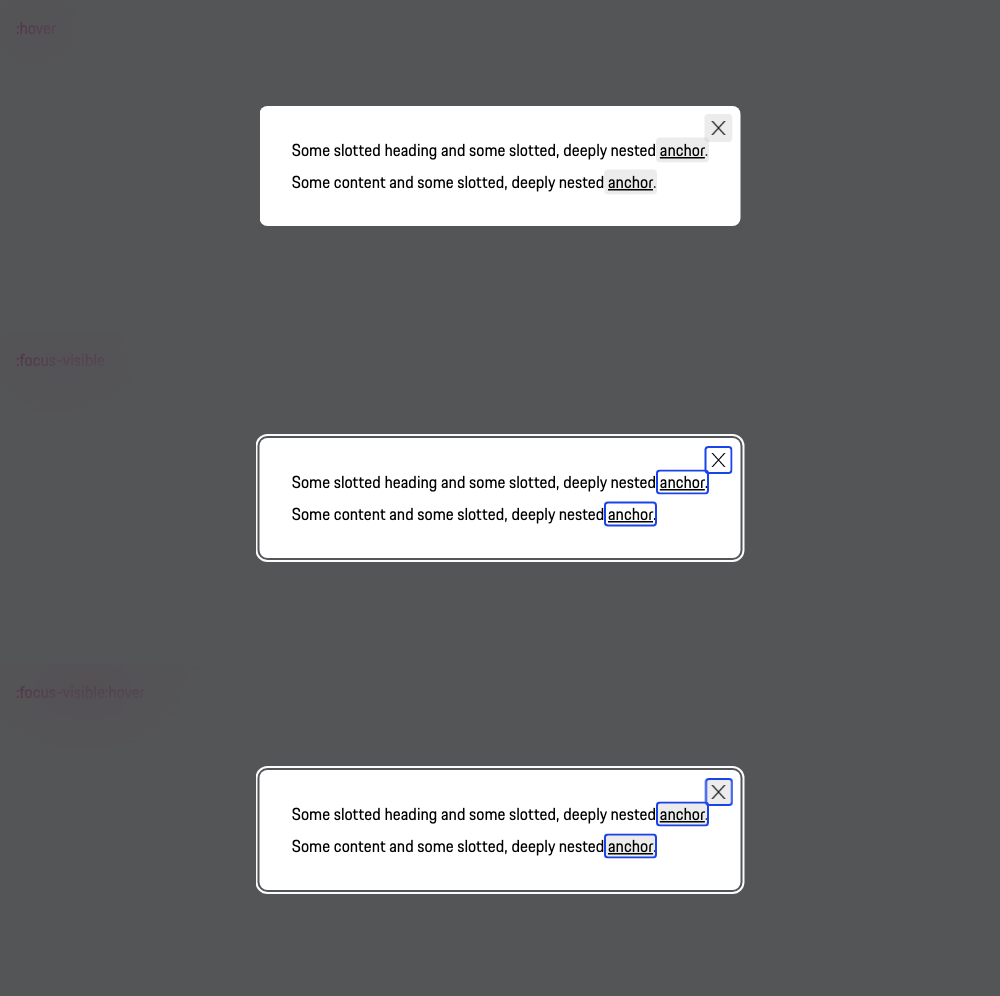 :hover
Some slotted heading and some slotted, deeply nested anchor.
Some content and some slotted, deeply nested anchor.
:focus-visible
Some slotted heading and some slotted, deeply nested anchor.
Some content and some slotted, deeply nested anchor.
:focus-visible:hover
Some slotted heading and some slotted, deeply nested anchor.
Some content and some slotted, deeply nested anchor.